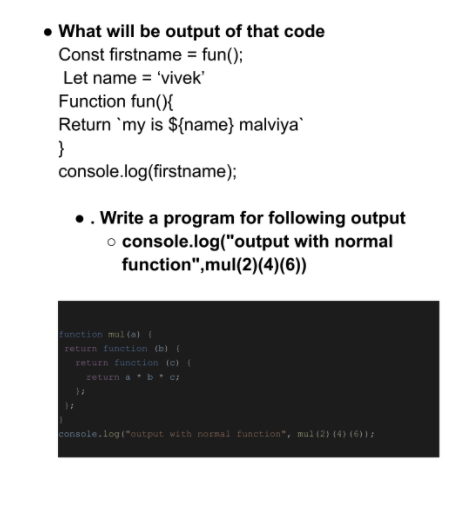 ● What will be output of that code
Const firstname = fun();
Let name = ‘vivek’
Function fun(){
Return `my is ${name} malviya`
}
console.log(firstname);
● . Write a program for following output
○ console.log("output with normal
function",mul(2)(4)(6))
function mul(a) {
return function (b) {
return function (c) {
return a * b * c;
};
};
}
console.log("output with normal function", mul(2)(4)(6));